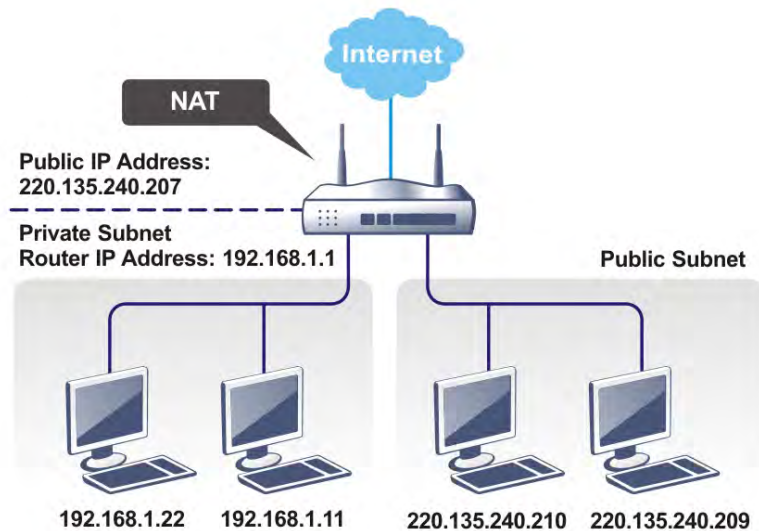 Internet
NAT
Public IP Address:
220.135.240.207
Private Subnet
Router IP Address: 192.168.1.1
Public Subnet
192.168.1.22
192.168.1.11
220.135.240.210
220.135.240.209